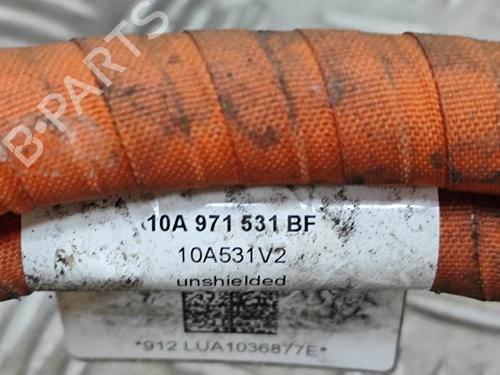 B-PARTS
10A 971 531 BF
10A531V2
unshielded
*912 LUA1036877E*